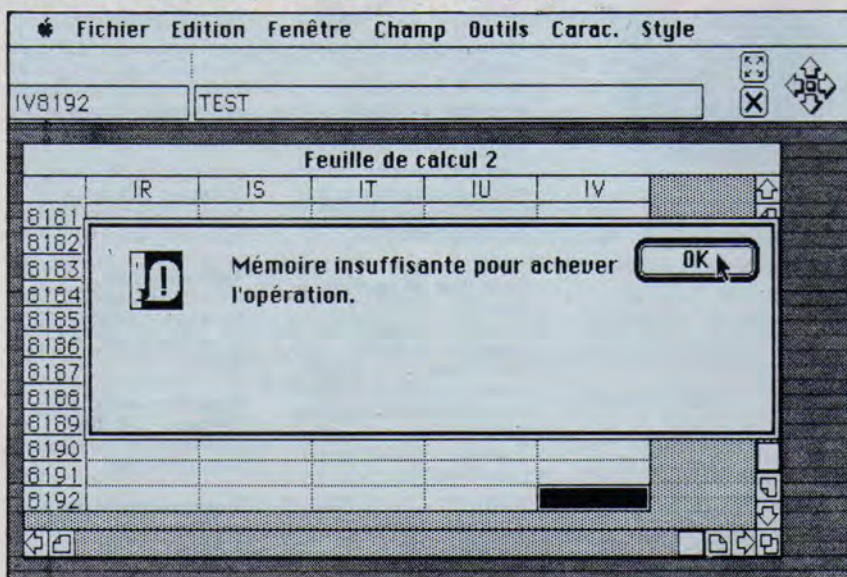 Fichier Edition Fenêtre Champ Outils Carac. Style
IV8192 TEST
Feuille de calcul 2
IR IS IT IU IV
8181
8182
8183
8184
8185
8186
8187
8188
8189
8190
8191
8192
Mémoire insuffisante pour achever
l'opération.
OK